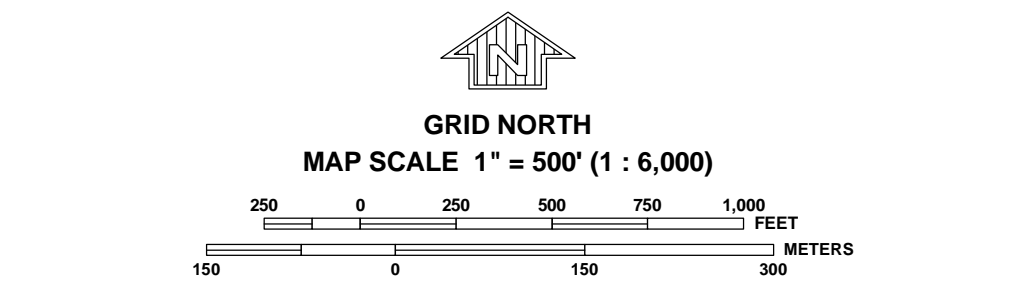 N
GRID NORTH
MAP SCALE 1" = 500' (1 : 6,000)
250 0 250 500 750 1,000
FEET
METERS
150 0 150 300